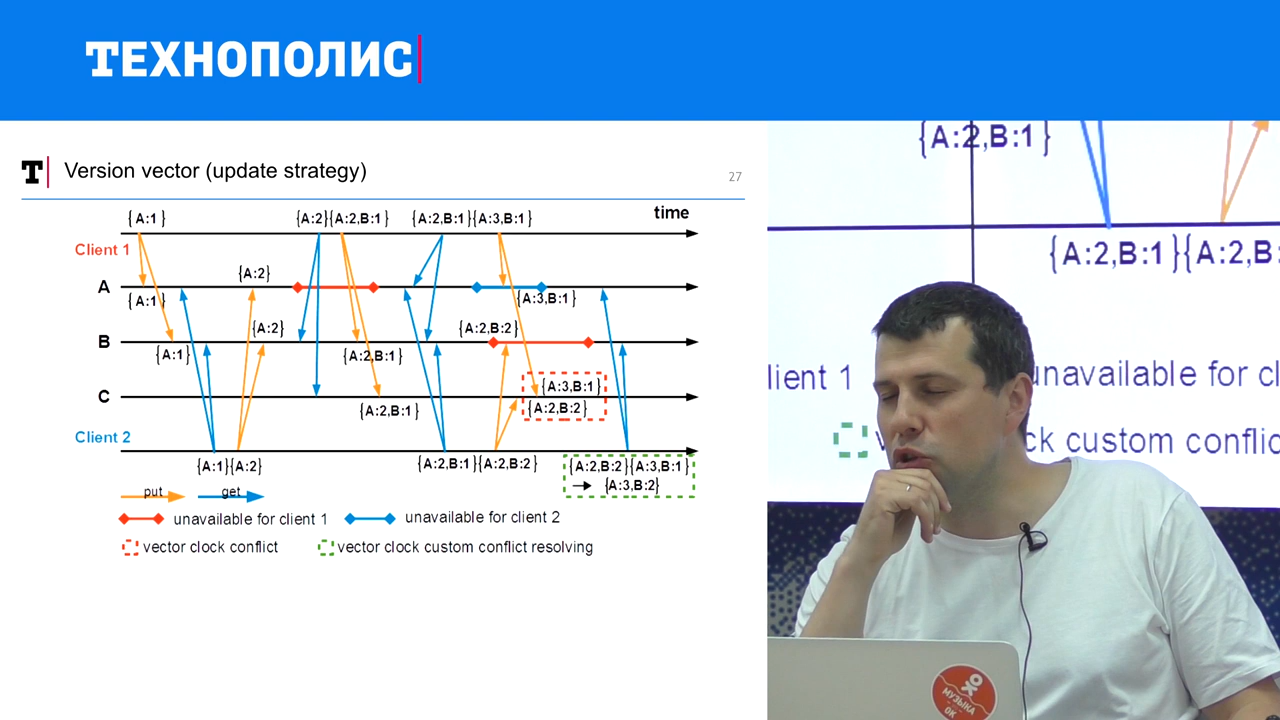 ТЕХНОПОЛИС
T Version vector (update strategy)
27
{A:1} {A:2}{A:2,B:1} {A:2,B:1}{A:3,B:1} time
Client 1
{A:2}
A
{A:1} {A:3,B:1}
{A:2} {A:2,B:2}
B
{A:1} {A:2,B:1}
{A:3,B:1}
C
{A:2,B:1} {A:2,B:2}
Client 2
{A:1}{A:2} {A:2,B:1}{A:2,B:2} {A:2,B:2}{A:3,B:1}
{A:3,B:2}
put get
unavailable for client 1 unavailable for client 2
vector clock conflict vector clock custom conflict resolving
{A:2,B:1}
{A:2,B:1}{A:2,B:
lient 1 unavailable for cl
ck custom conflic
МУЗЫКА
OK